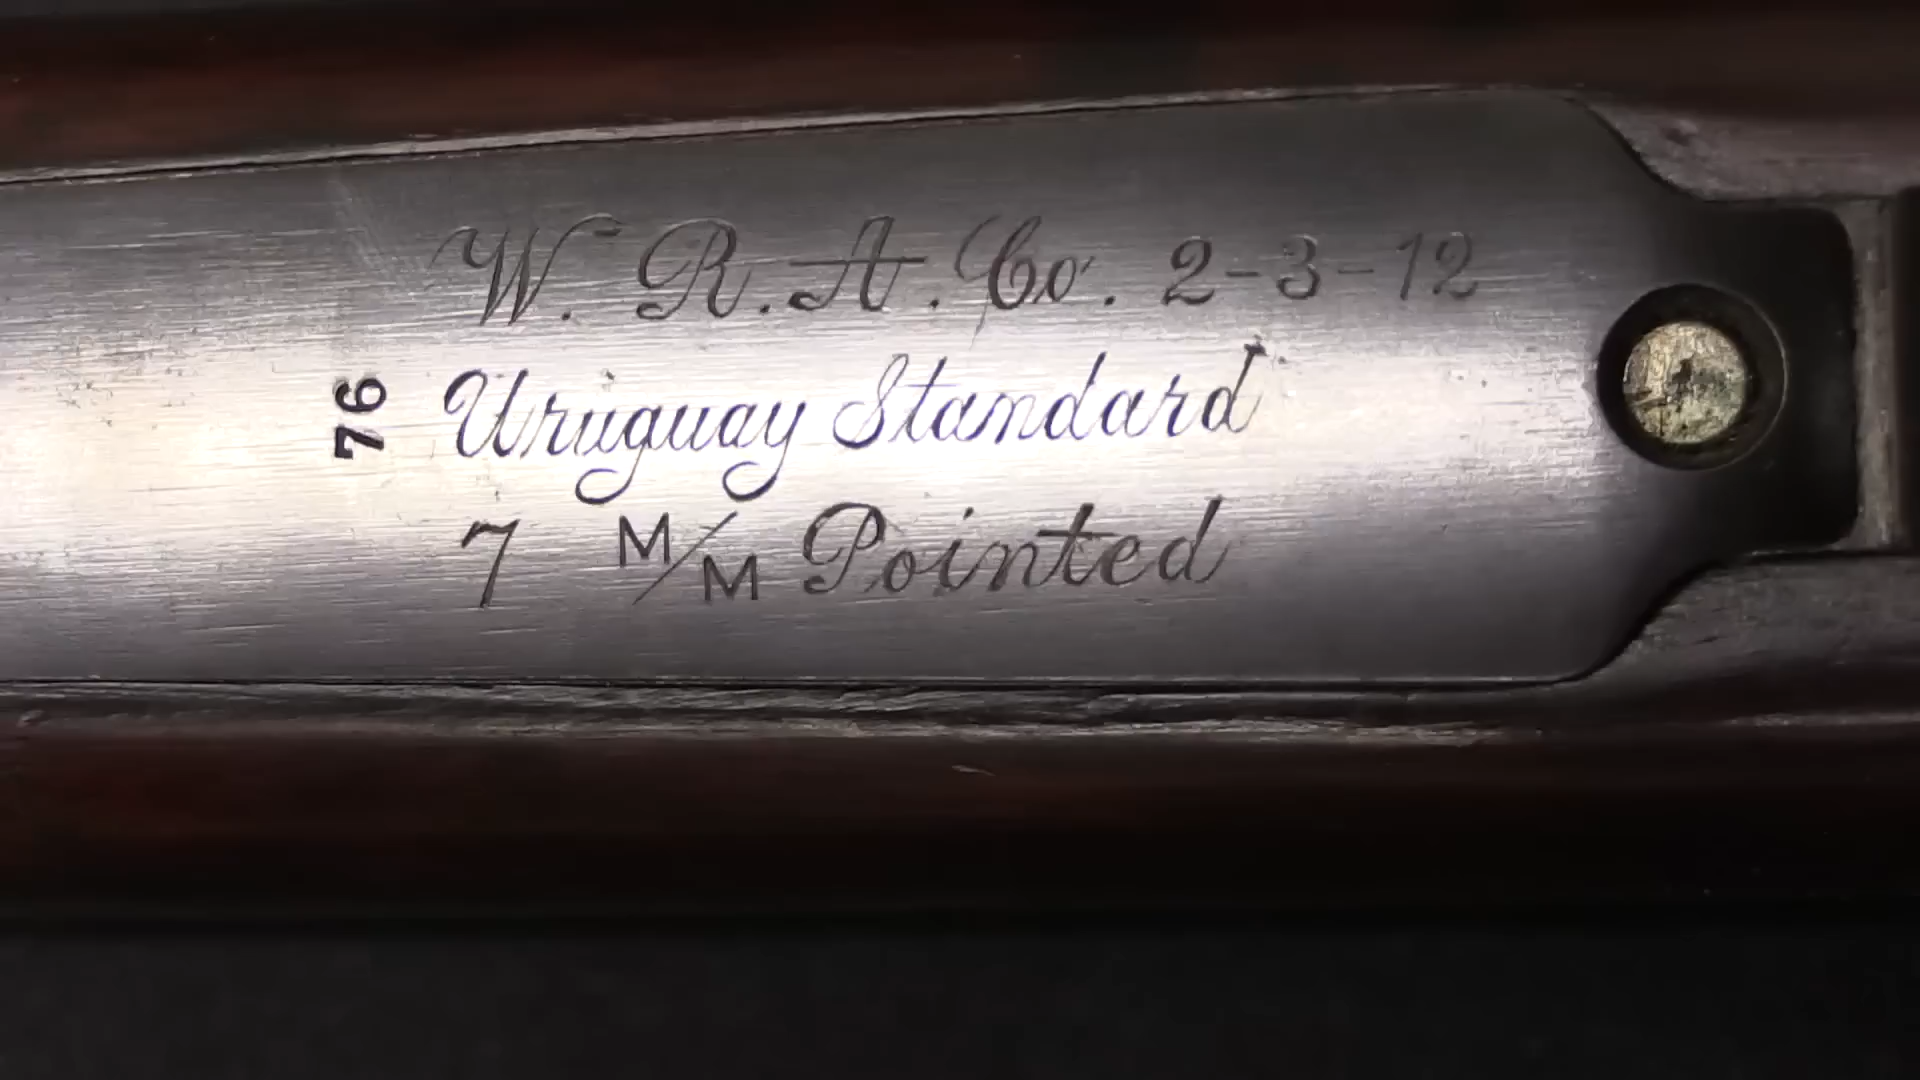 W. R. A. Co. 2-3-12
76
Uruguay Standard
7 M/M Pointed